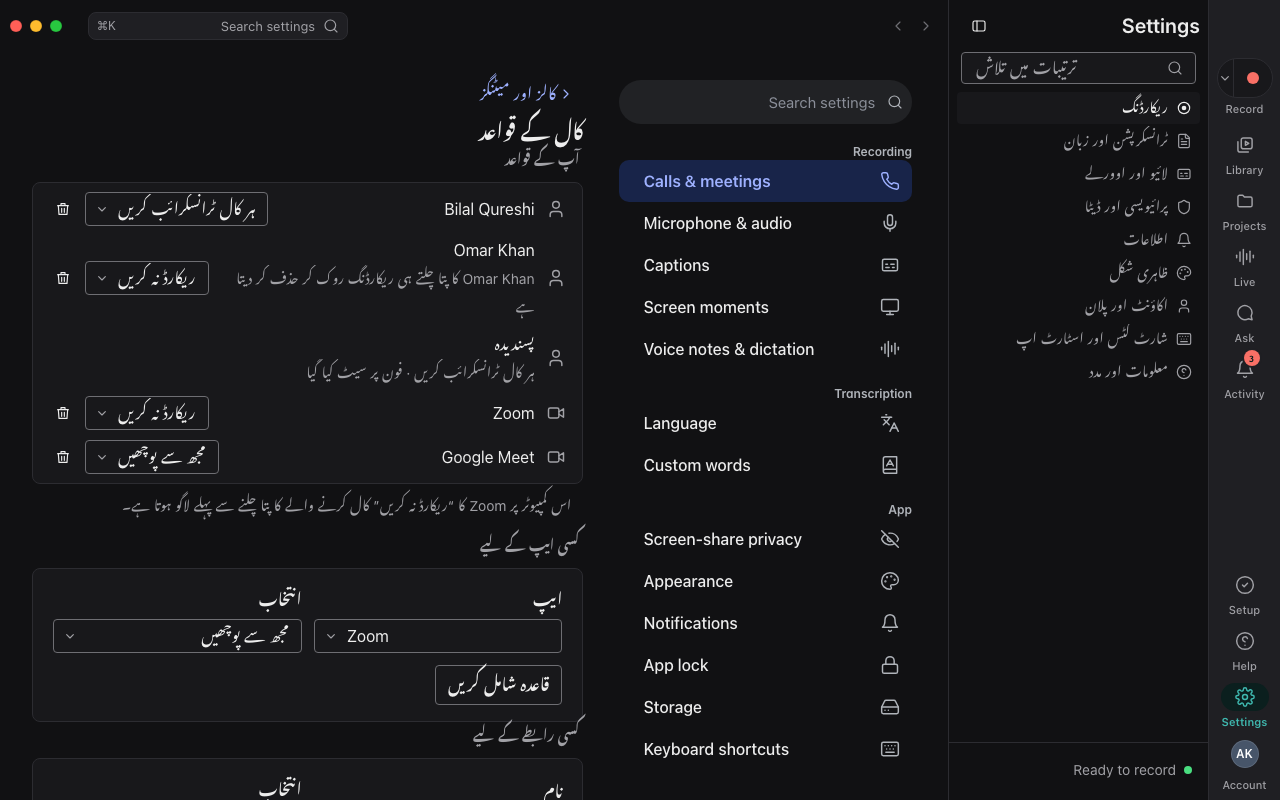 ⌘K
Search settings
Settings
ترتیبات میں تلاش
ریکارڈنگ
ٹرانسکرپشن اور زبان
لائیو اور اوورلے
پرائیویسی اور ڈیٹا
اطلاعات
ظاہری شکل
اکاؤنٹ اور پلان
شارٹ کٹس اور اسٹارٹ اپ
معلومات اور مدد
Ready to record
Record
Library
Projects
Live
Ask
3
Activity
Setup
Help
Settings
AK
Account
Search settings
Recording
Calls & meetings
Microphone & audio
Captions
Screen moments
Voice notes & dictation
Transcription
Language
Custom words
App
Screen-share privacy
Appearance
Notifications
App lock
Storage
Keyboard shortcuts
کالز اور میٹنگز
کال کے قواعد
آپ کے قواعد
Bilal Qureshi
ہر کال ٹرانسکرائب کریں
Omar Khan
Omar Khan کا پتا چلتے ہی ریکارڈنگ روک کر حذف کر دیتا
ہے
ریکارڈ نہ کریں
پسندیدہ
ہر کال ٹرانسکرائب کریں · فون پر سیٹ کیا گیا
Zoom
ریکارڈ نہ کریں
Google Meet
مجھ سے پوچھیں
اس کمپیوٹر پر Zoom کا "ریکارڈ نہ کریں" کال کرنے والے کا پتا چلنے سے پہلے لاگو ہوتا ہے۔
کسی ایپ کے لیے
ایپ
انتخاب
Zoom
مجھ سے پوچھیں
قاعدہ شامل کریں
کسی رابطے کے لیے
نام
انتخاب